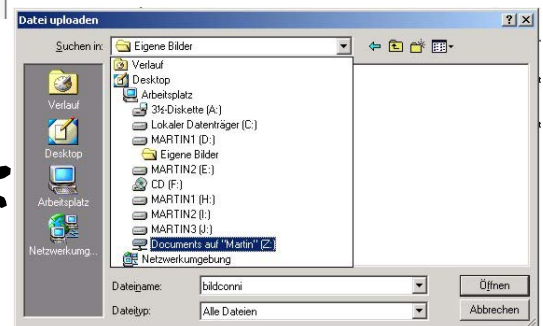 Datei uploaden
Suchen in: Eigene Bilder
Verlauf
Desktop
Arbeitsplatz
3½-Diskette (A:)
Lokaler Datenträger (C:)
MARTIN1 (D:)
Eigene Bilder
MARTIN2 (E:)
CD (F:)
MARTIN1 (H:)
MARTIN2 (I:)
MARTIN3 (J:)
Documents auf "Martin" (Z:)
Netzwerkumgebung
Verlauf
Desktop
Arbeitsplatz
Netzwerkumg...
Dateiname: bildconni Öffnen
Dateityp: Alle Dateien Abbrechen